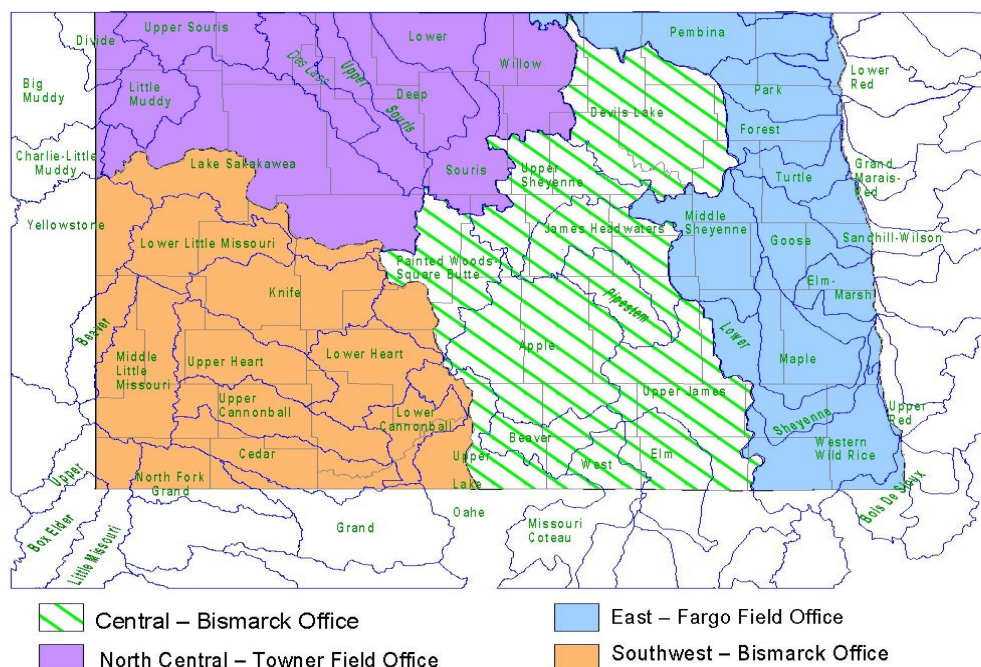 Upper Souris
Lower
Pembina
Divide
Des Lacs
Upper
Souris
Willow
Lower
Red
Big
Muddy
Little
Muddy
Deep
Park
Devils Lake
Forest
Charlie-Little
Muddy
Lake Sakakawea
Souris
Upper
Sheyenne
Turtle
Grand
Marais-
Red
Yellowstone
Lower Little Missouri
James Headwaters
Middle
Sheyenne
Goose
Sandhill-Wilson
Painted Woods-
Square Butte
Elm-
Marsh
Knife
Pipestem
Beaver
Middle
Little
Missouri
Upper Heart
Lower Heart
Apple
Lower
Maple
Upper
Cannonball
Lower
Cannonball
Upper James
Sheyenne
Upper
Red
Cedar
Beaver
Western
Wild Rice
Upper
Lake
Oahe
West
Elm
Upper
North Fork
Grand
Bois De Sioux
Box Elder
Little Missouri
Grand
Missouri
Coteau
Central – Bismarck Office
East – Fargo Field Office
North Central – Towner Field Office
Southwest – Bismarck Office